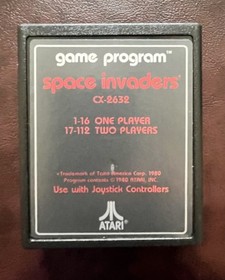 game program™
space invaders*
CX-2632
1-16 ONE PLAYER
17-112 TWO PLAYERS
*Trademark of Taito America Corp. 1980
Program contents © 1980 ATARI, INC.
Use with Joystick Controllers
ATARI®